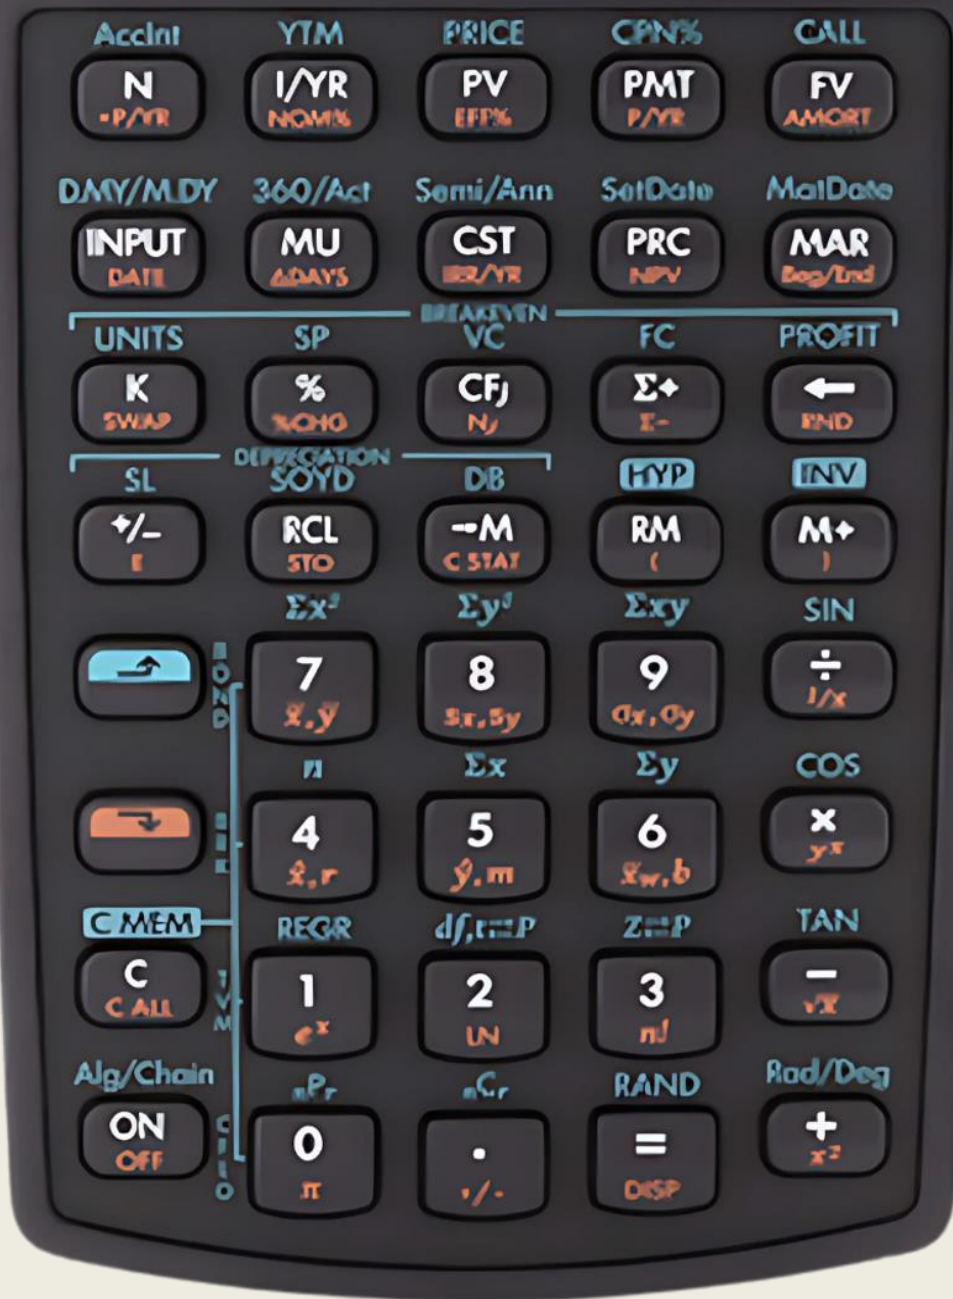 AccInt YTM PRICE CPN% CALL
N I/YR PV PMT FV
NOM% EFF% P/YR AMORT
DMY/MDY 360/Act Semi/Ann SetDate MatDate
INPUT MU CST PRC MAR
DATE ΔDAYS IRR/YR NPV Beg/End
BREAKEVEN
UNITS SP VC FC PROFIT
K % CFj Σ+ ←
SWAP %CHG Nj Σ- RND
DEPRECIATION
SL SOYD DB HYP INV
+/- RCL →M RM M+
E STO C STAT ( )
Σx² Σy² Σxy SIN
7 8 9 ÷
x̄,ȳ sx,sy σx,σy 1/x
BOND
n Σx Σy COS
4 5 6 ×
x̂,r ŷ,m x̄w,b yˣ
C MEM REGR df,t⇄P Z⇄P TAN
C 1 2 3 −
C ALL eˣ LN n! √x
TVM
Alg/Chain nPr nCr RAND Rad/Deg
ON 0 . = +
OFF π DISP x²